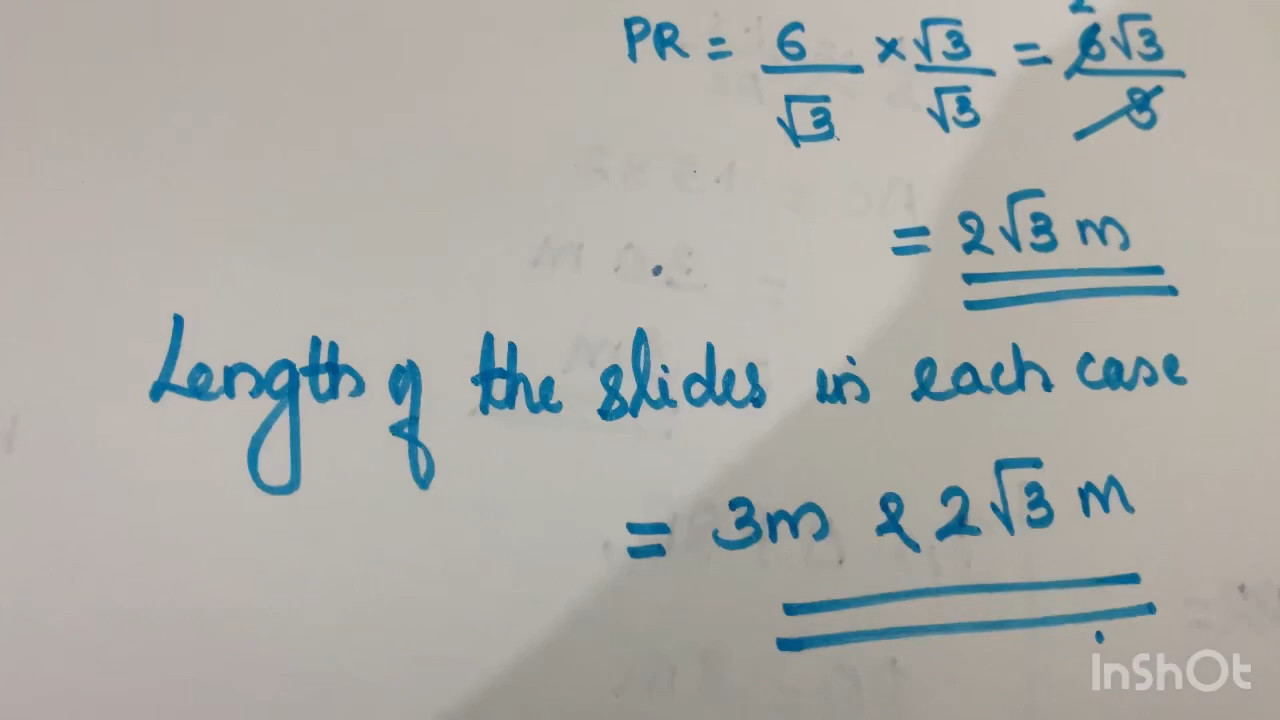 PR = 6/√3 × √3/√3 = 2 6√3/3
= 2√3 m
Length of the slides in each case
= 3m & 2√3 m
InShOt